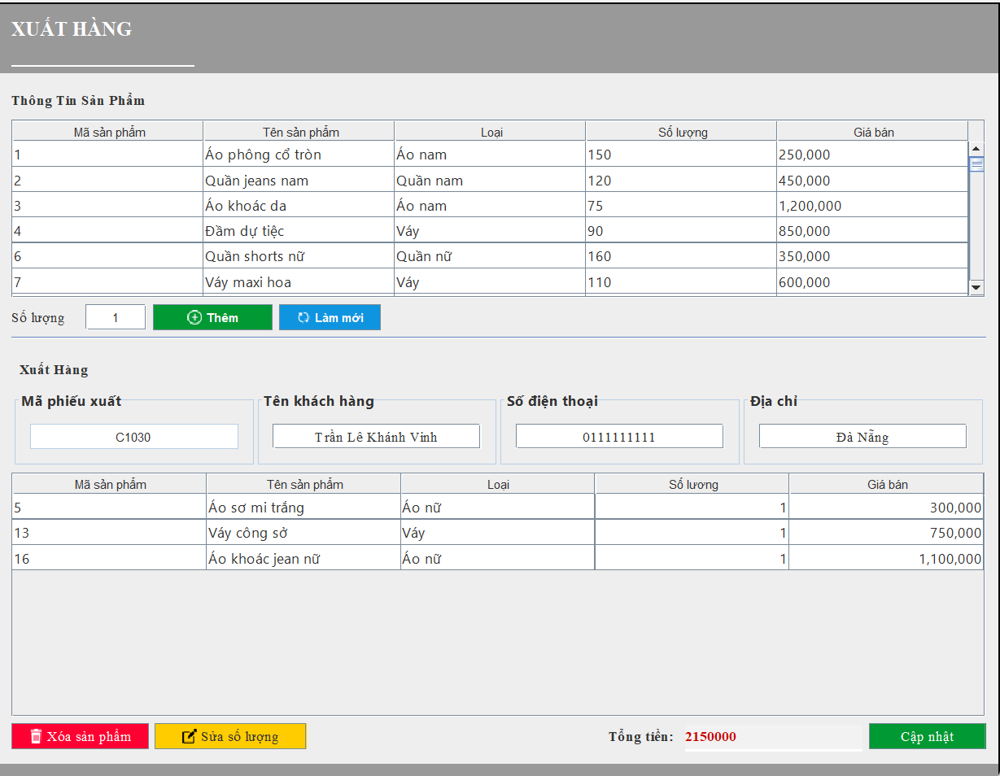 XUẤT HÀNG
Thông Tin Sản Phẩm
Mã sản phẩm Tên sản phẩm Loại Số lượng Giá bán
1 Áo phông cổ tròn Áo nam 150 250,000
2 Quần jeans nam Quần nam 120 450,000
3 Áo khoác da Áo nam 75 1,200,000
4 Đầm dự tiệc Váy 90 850,000
6 Quần shorts nữ Quần nữ 160 350,000
7 Váy maxi hoa Váy 110 600,000
Số lượng 1 Thêm Làm mới
Xuất Hàng
Mã phiếu xuất Tên khách hàng Số điện thoại Địa chỉ
C1030 Trần Lê Khánh Vinh 0111111111 Đà Nẵng
Mã sản phẩm Tên sản phẩm Loại Số lương Giá bán
5 Áo sơ mi trắng Áo nữ 1 300,000
13 Váy công sở Váy 1 750,000
16 Áo khoác jean nữ Áo nữ 1 1,100,000
Xóa sản phẩm Sửa số lượng Tổng tiền: 2150000 Cập nhật